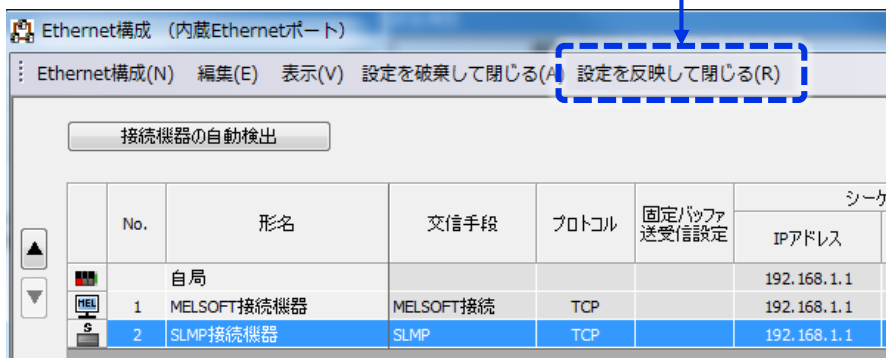 Ethernet構成 （内蔵Ethernetポート）
Ethernet構成(N) 編集(E) 表示(V) 設定を破棄して閉じる(A) 設定を反映して閉じる(R)
接続機器の自動検出
No. 形名 交信手段 プロトコル 固定バッファ 送受信設定 シーケ
IPアドレス
自局 192.168.1.1
MEL 1 MELSOFT接続機器 MELSOFT接続 TCP 192.168.1.1
S 2 SLMP接続機器 SLMP TCP 192.168.1.1